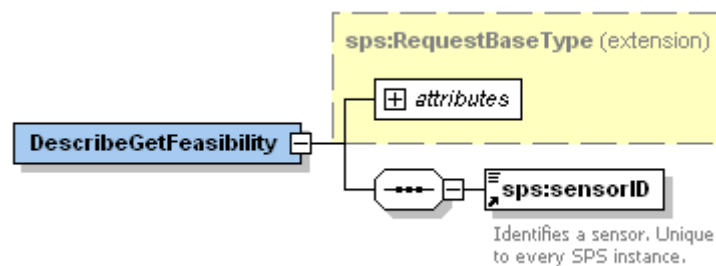 sps:RequestBaseType (extension)
attributes
DescribeGetFeasibility
sps:sensorID
Identifies a sensor. Unique
to every SPS instance.